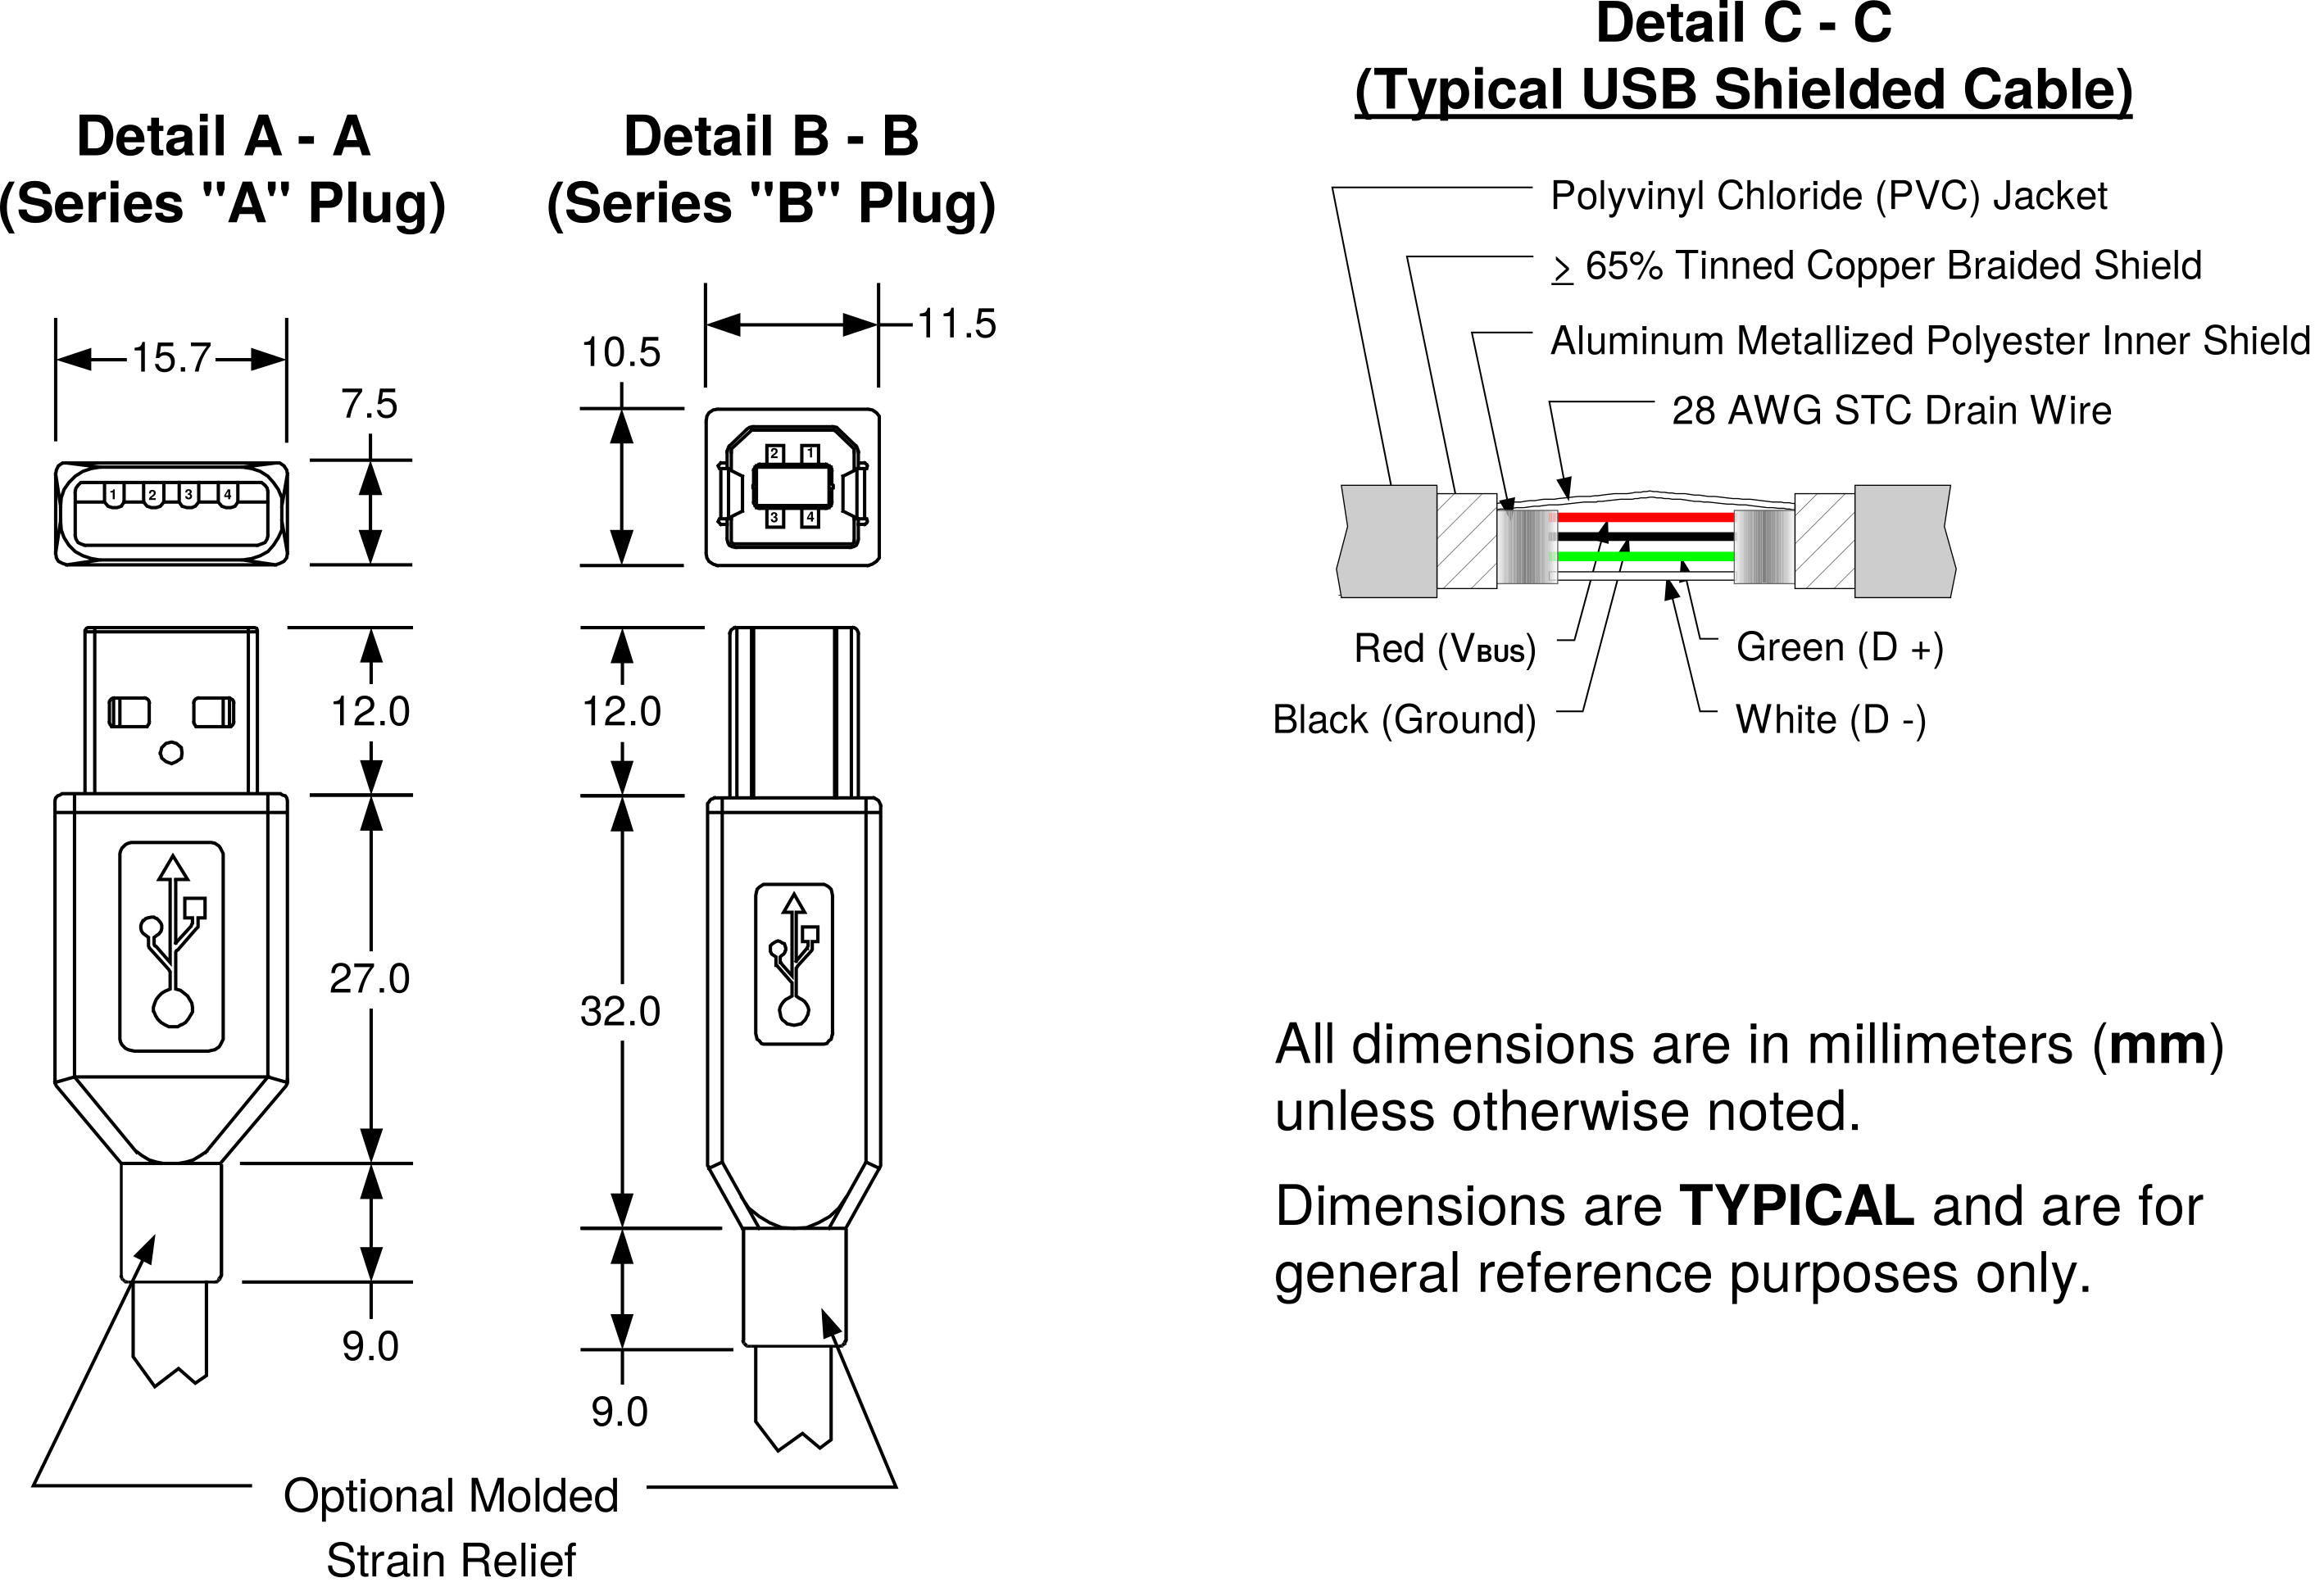 Detail A - A
(Series "A" Plug)
15.7
7.5
1 2 3 4
12.0
27.0
9.0
Detail B - B
(Series "B" Plug)
11.5
10.5
2 1
3 4
12.0
32.0
9.0
Optional Molded
Strain Relief
Detail C - C
(Typical USB Shielded Cable)
Polyvinyl Chloride (PVC) Jacket
≥ 65% Tinned Copper Braided Shield
Aluminum Metallized Polyester Inner Shield
28 AWG STC Drain Wire
Red (VBUS)
Green (D +)
Black (Ground)
White (D -)
All dimensions are in millimeters (mm)
unless otherwise noted.
Dimensions are TYPICAL and are for
general reference purposes only.